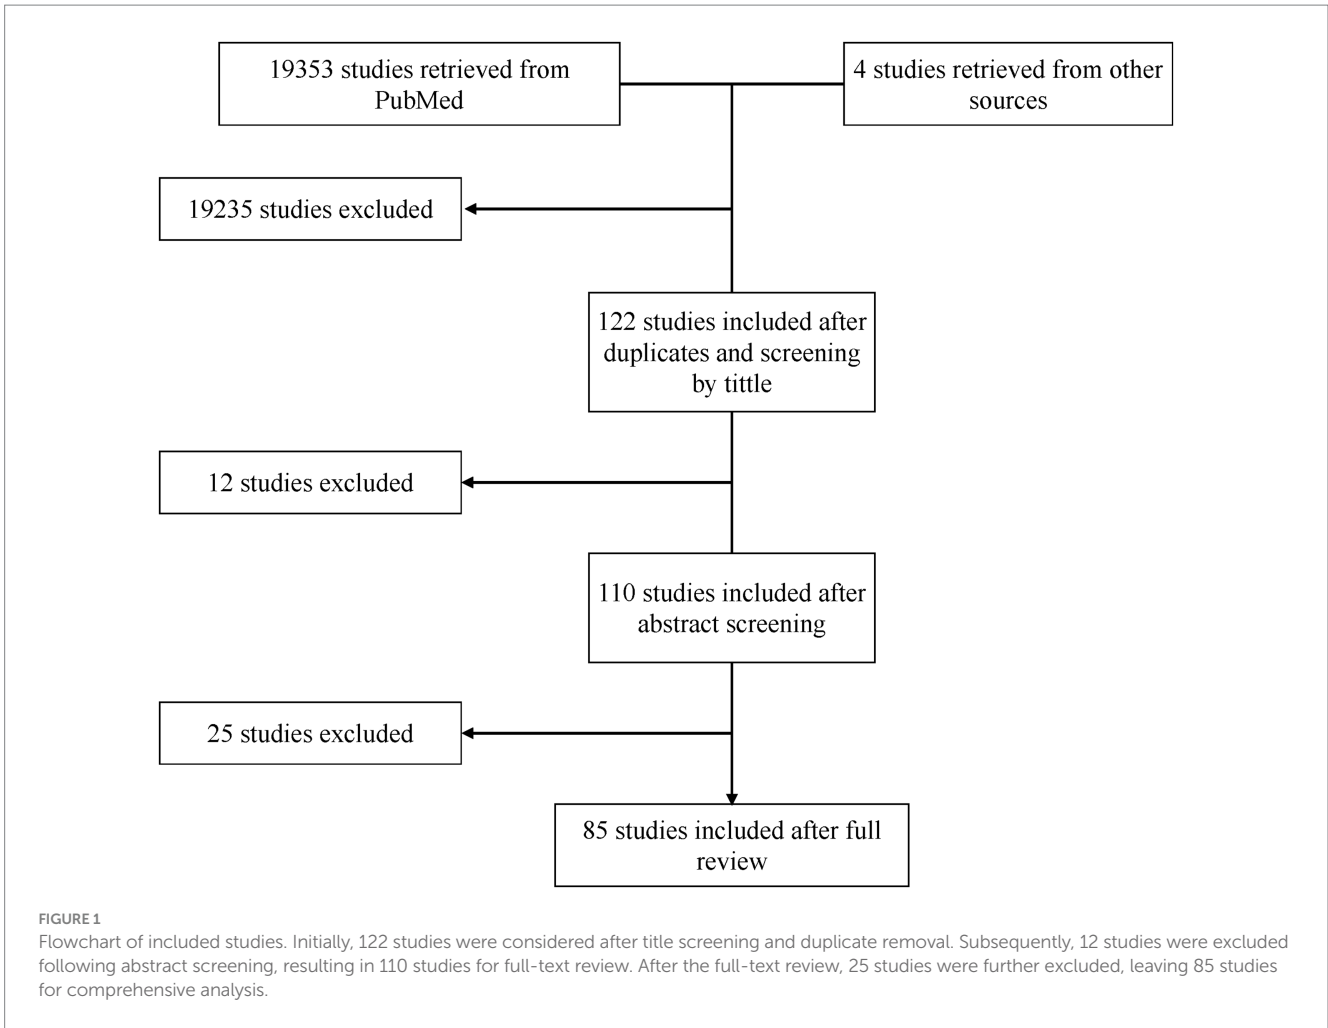 19353 studies retrieved from
PubMed
4 studies retrieved from other
sources
19235 studies excluded
122 studies included after
duplicates and screening
by tittle
12 studies excluded
110 studies included after
abstract screening
25 studies excluded
85 studies included after full
review
FIGURE 1
Flowchart of included studies. Initially, 122 studies were considered after title screening and duplicate removal. Subsequently, 12 studies were excluded
following abstract screening, resulting in 110 studies for full-text review. After the full-text review, 25 studies were further excluded, leaving 85 studies
for comprehensive analysis.